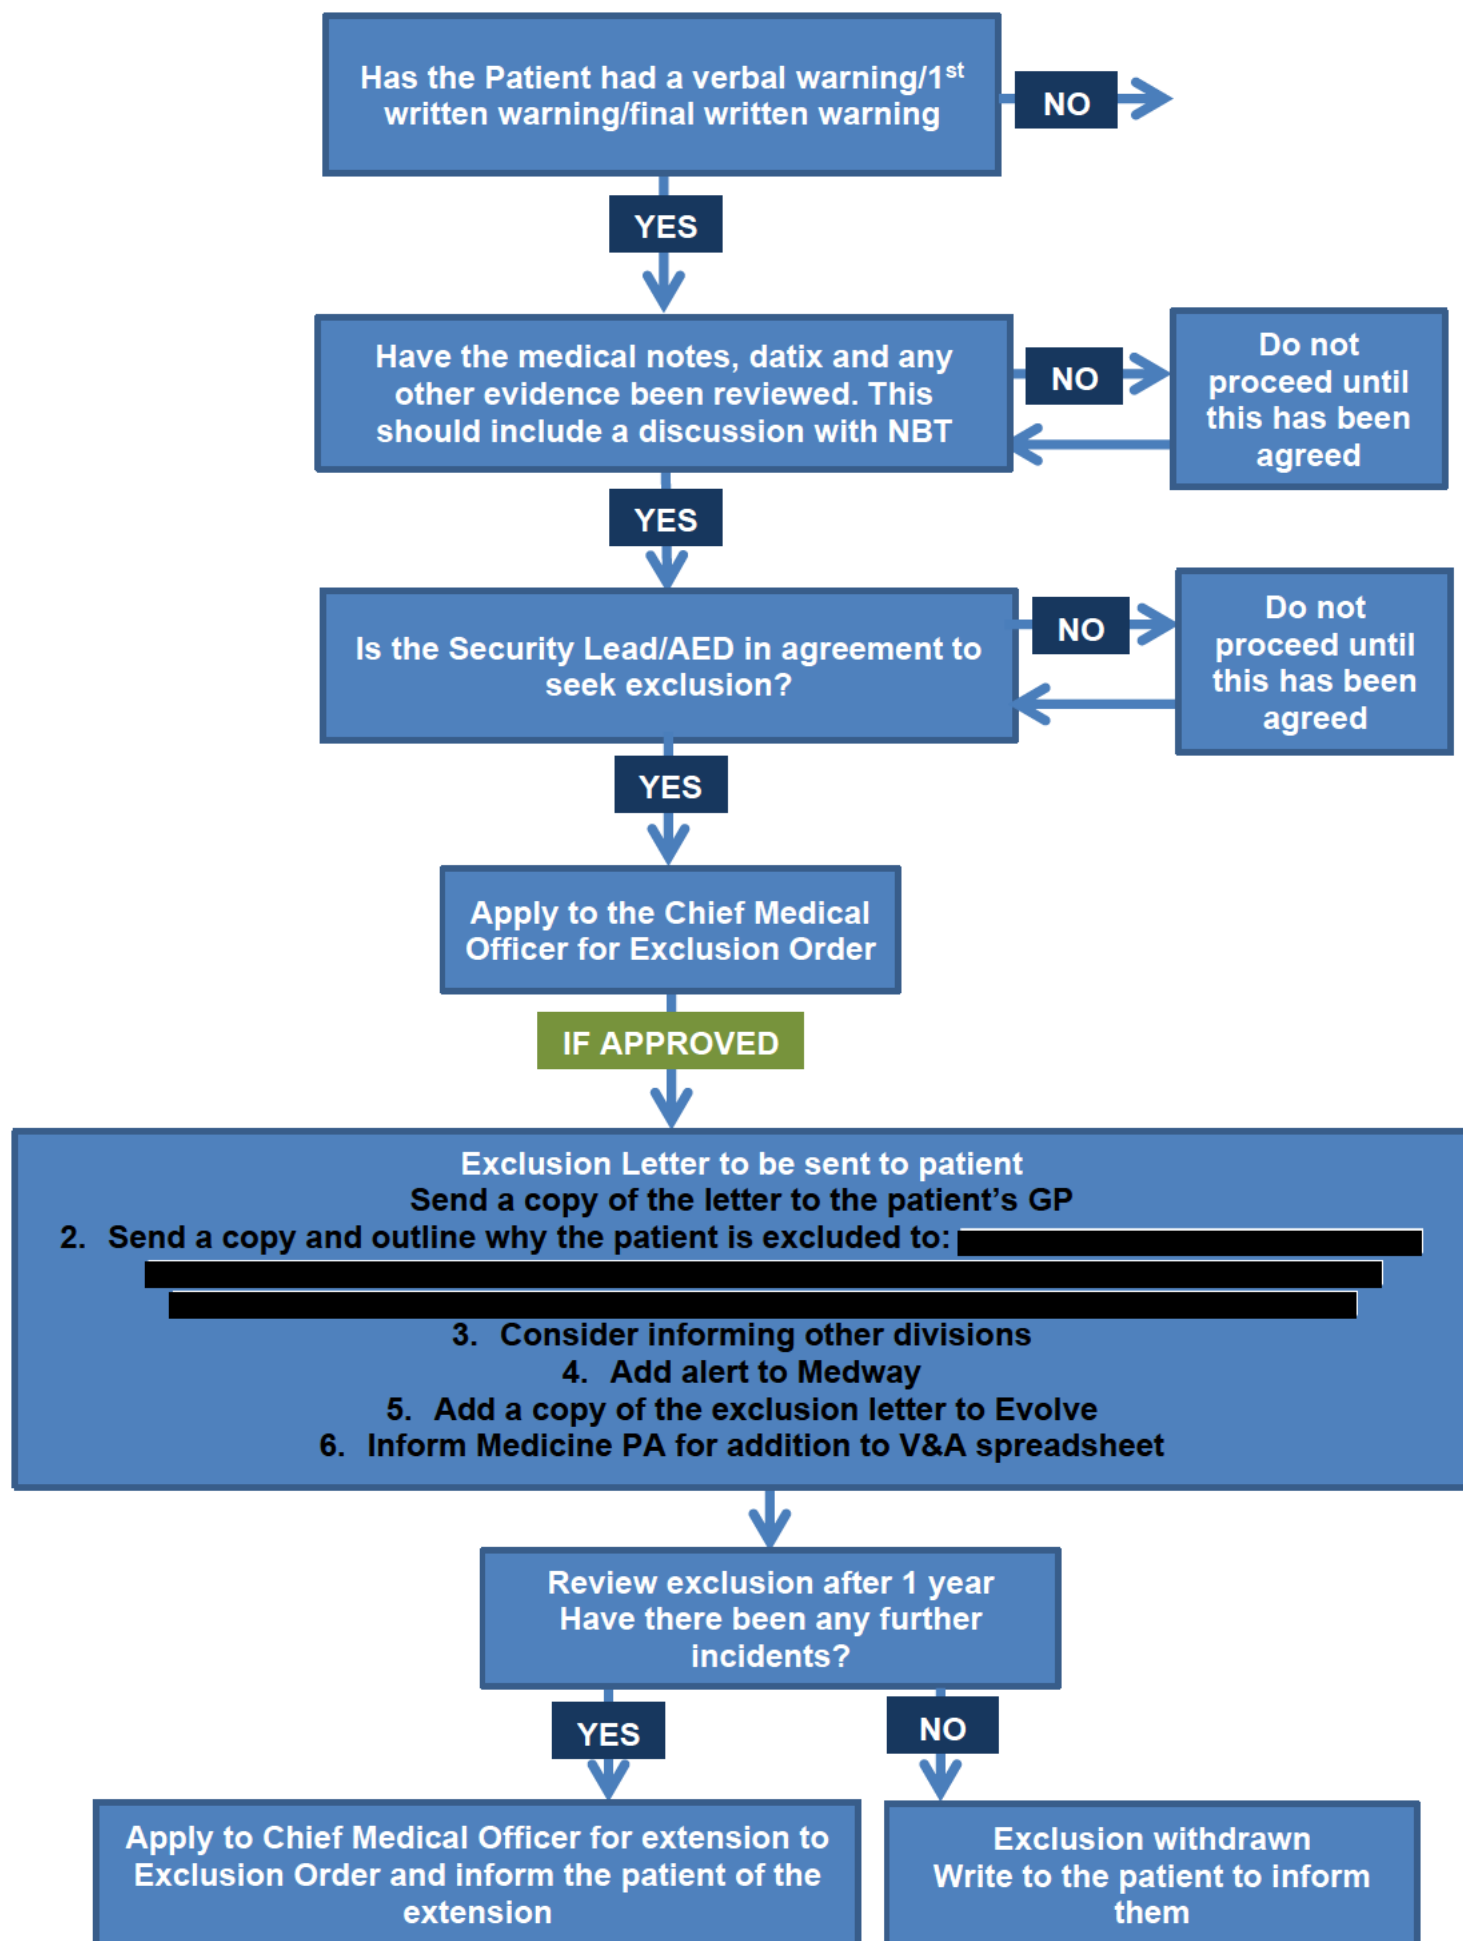 Has the Patient had a verbal warning/1st
written warning/final written warning
NO
YES
Have the medical notes, datix and any
other evidence been reviewed. This
should include a discussion with NBT
NO
Do not
proceed until
this has been
agreed
YES
Is the Security Lead/AED in agreement to
seek exclusion?
NO
Do not
proceed until
this has been
agreed
YES
Apply to the Chief Medical
Officer for Exclusion Order
IF APPROVED
Exclusion Letter to be sent to patient
Send a copy of the letter to the patient's GP
2. Send a copy and outline why the patient is excluded to:
3. Consider informing other divisions
4. Add alert to Medway
5. Add a copy of the exclusion letter to Evolve
6. Inform Medicine PA for addition to V&A spreadsheet
Review exclusion after 1 year
Have there been any further
incidents?
YES
NO
Apply to Chief Medical Officer for extension to
Exclusion Order and inform the patient of the
extension
Exclusion withdrawn
Write to the patient to inform
them